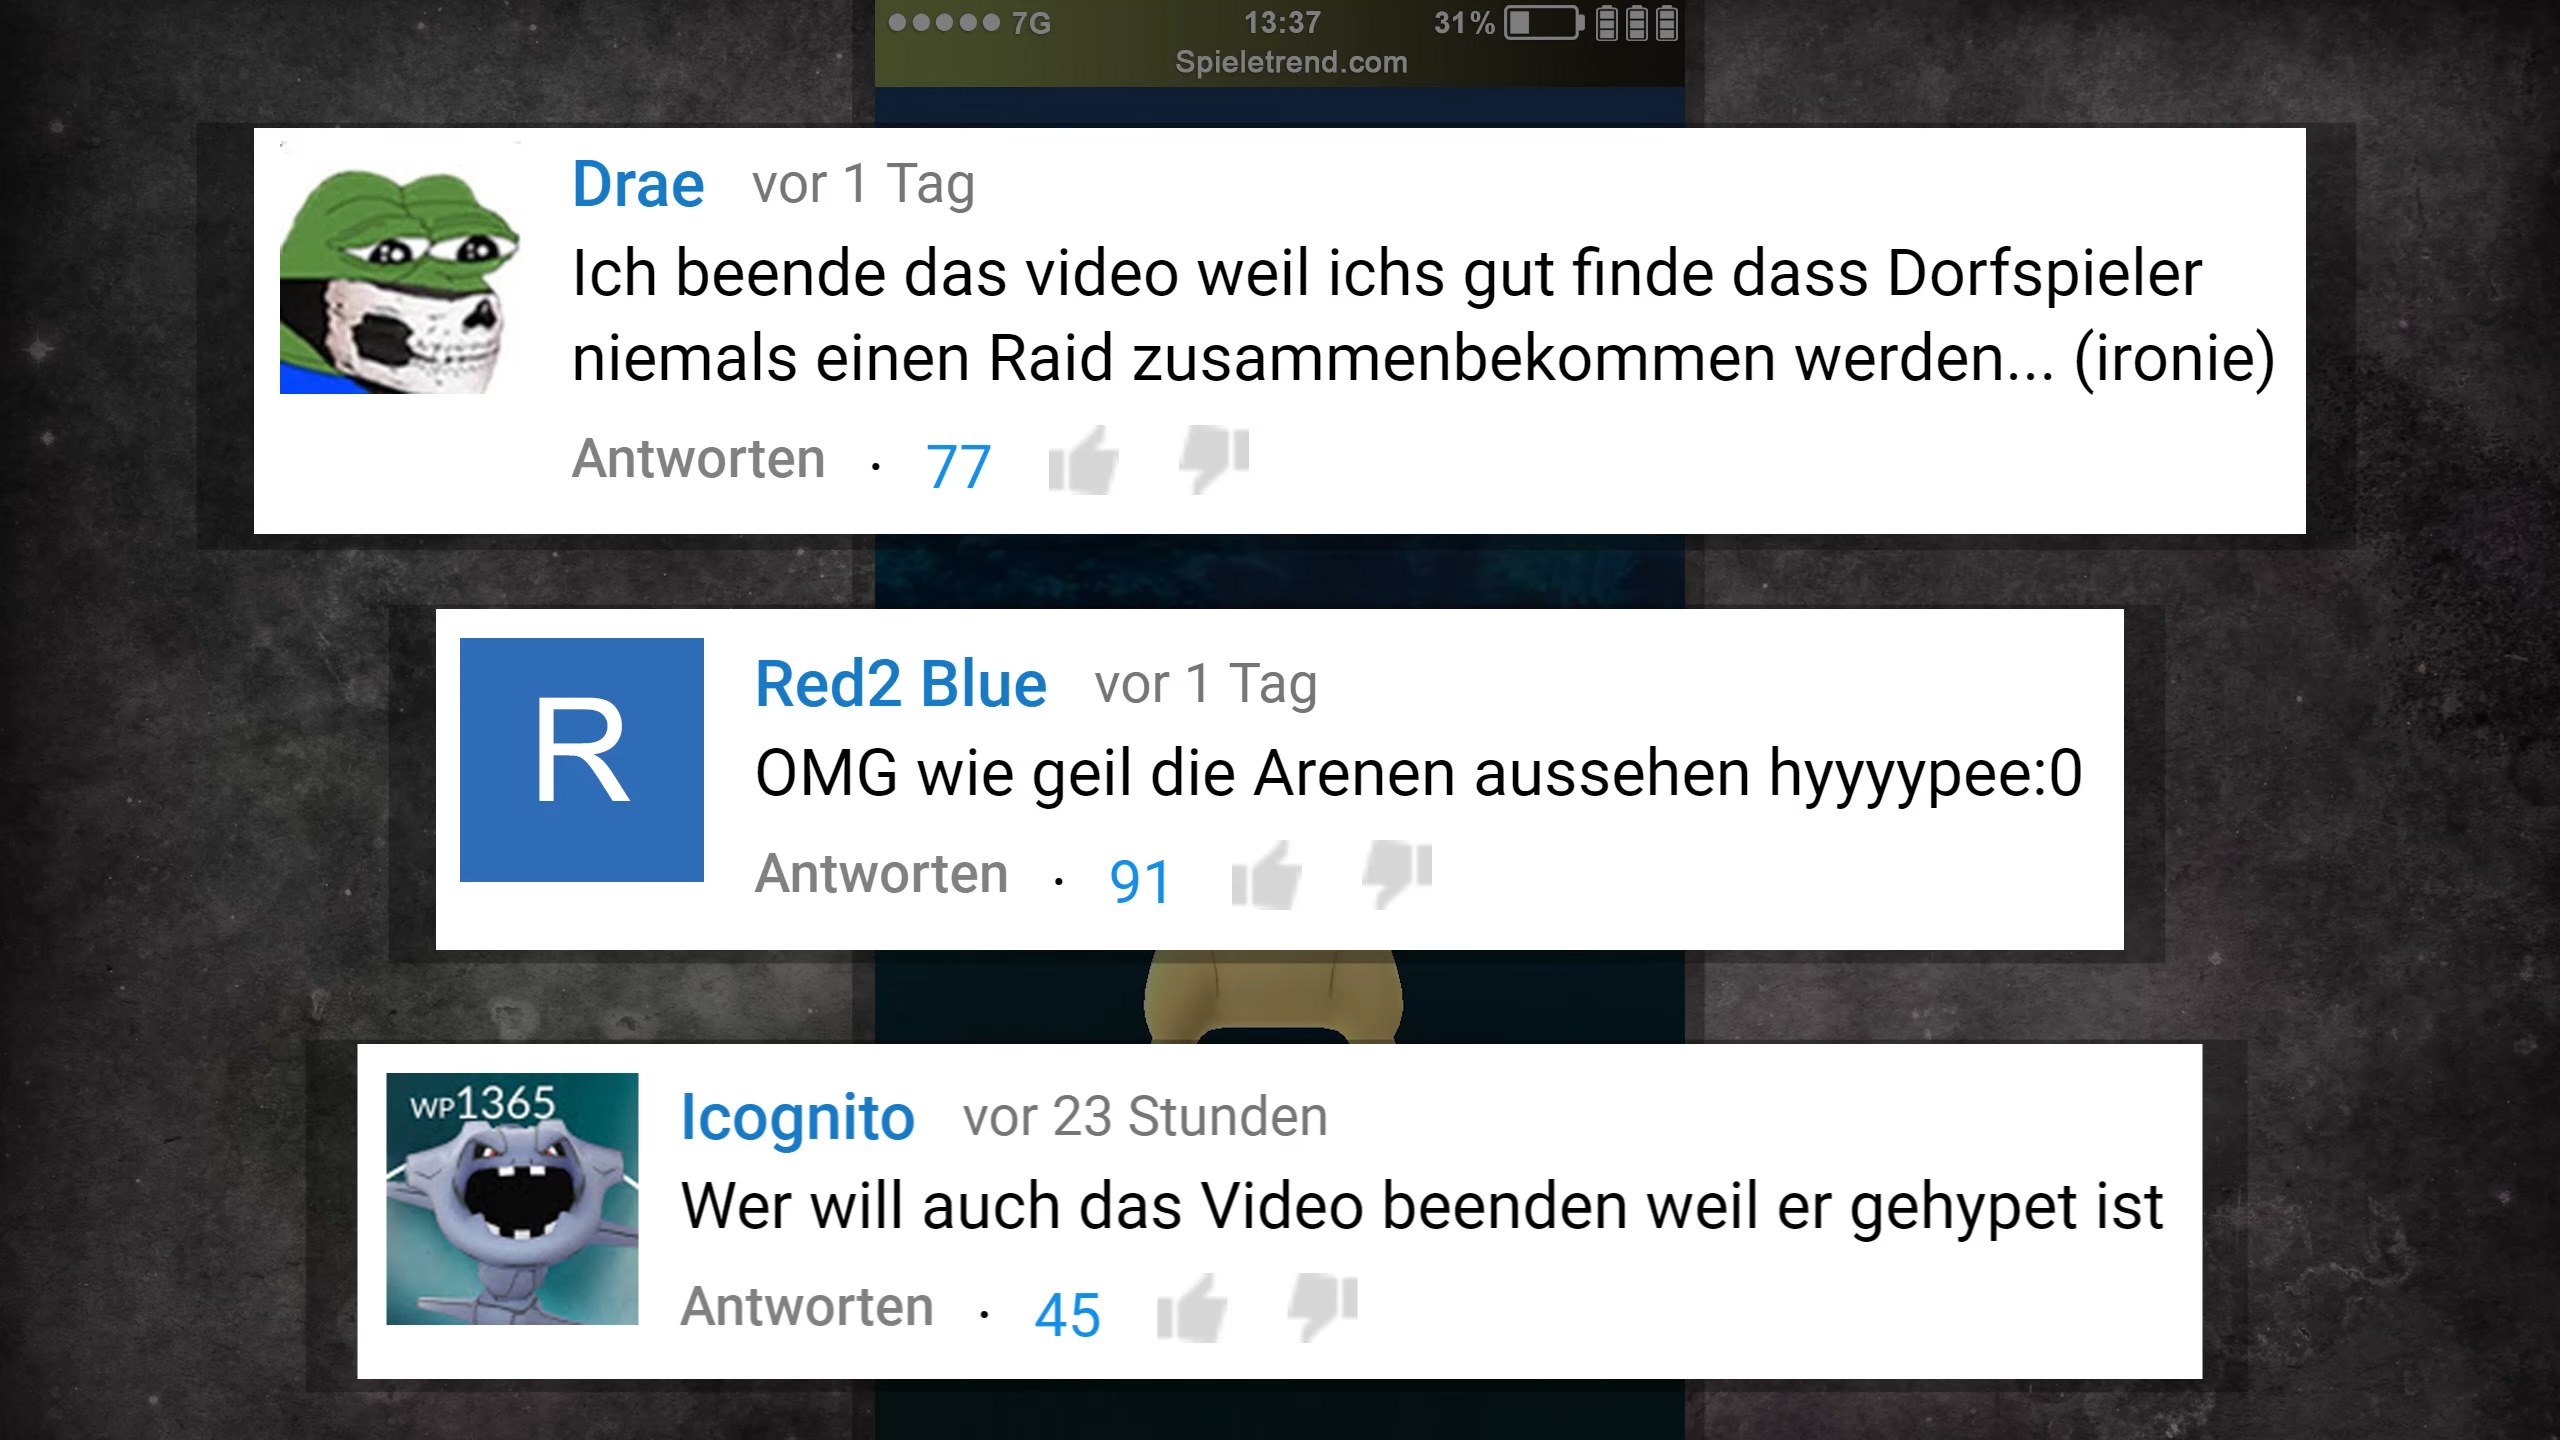 7G 13:37 31%
Spieletrend.com
Drae vor 1 Tag
Ich beende das video weil ichs gut finde dass Dorfspieler
niemals einen Raid zusammenbekommen werden... (ironie)
Antworten · 77
R
Red2 Blue vor 1 Tag
OMG wie geil die Arenen aussehen hyyyypee:0
Antworten · 91
WP1365
Icognito vor 23 Stunden
Wer will auch das Video beenden weil er gehypet ist
Antworten · 45